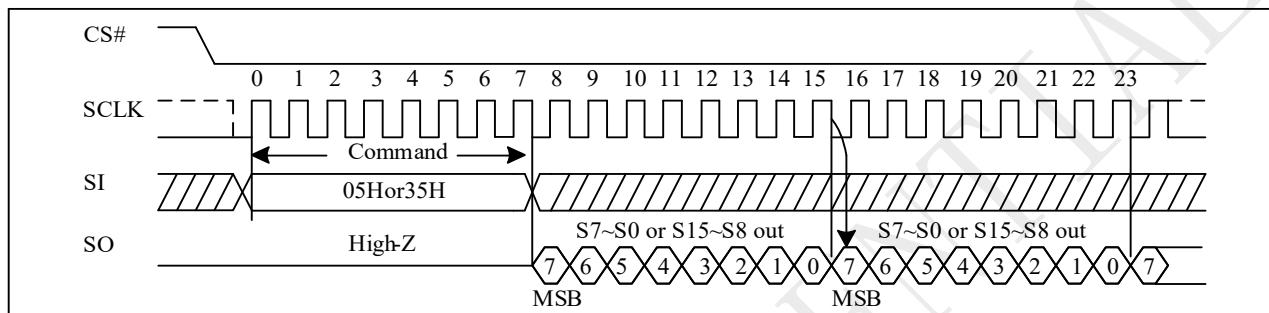 CS#
0 1 2 3 4 5 6 7 8 9 10 11 12 13 14 15 16 17 18 19 20 21 22 23
SCLK
Command
SI
05Hor35H
S7~S0 or S15~S8 out S7~S0 or S15~S8 out
SO
High-Z
7 6 5 4 3 2 1 0 7 6 5 4 3 2 1 0 7
MSB MSB